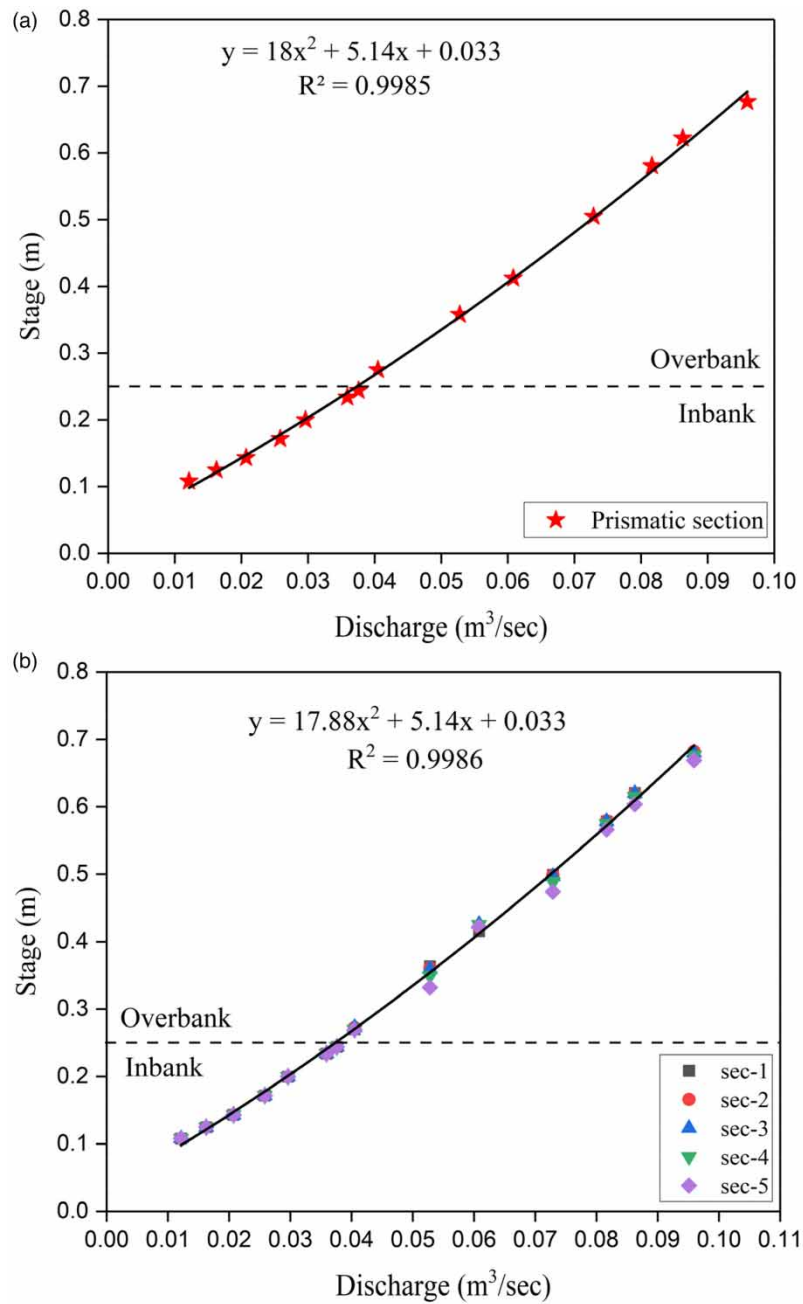 (a)
y = 18x² + 5.14x + 0.033
R² = 0.9985
0.8
0.7
0.6
0.5
0.4
0.3
0.2
0.1
0.0
Stage (m)
Overbank
Inbank
Prismatic section
0.00 0.01 0.02 0.03 0.04 0.05 0.06 0.07 0.08 0.09 0.10
Discharge (m³/sec)
(b)
y = 17.88x² + 5.14x + 0.033
R² = 0.9986
0.8
0.7
0.6
0.5
0.4
0.3
0.2
0.1
0.0
Stage (m)
Overbank
Inbank
sec-1
sec-2
sec-3
sec-4
sec-5
0.00 0.01 0.02 0.03 0.04 0.05 0.06 0.07 0.08 0.09 0.10 0.11
Discharge (m³/sec)